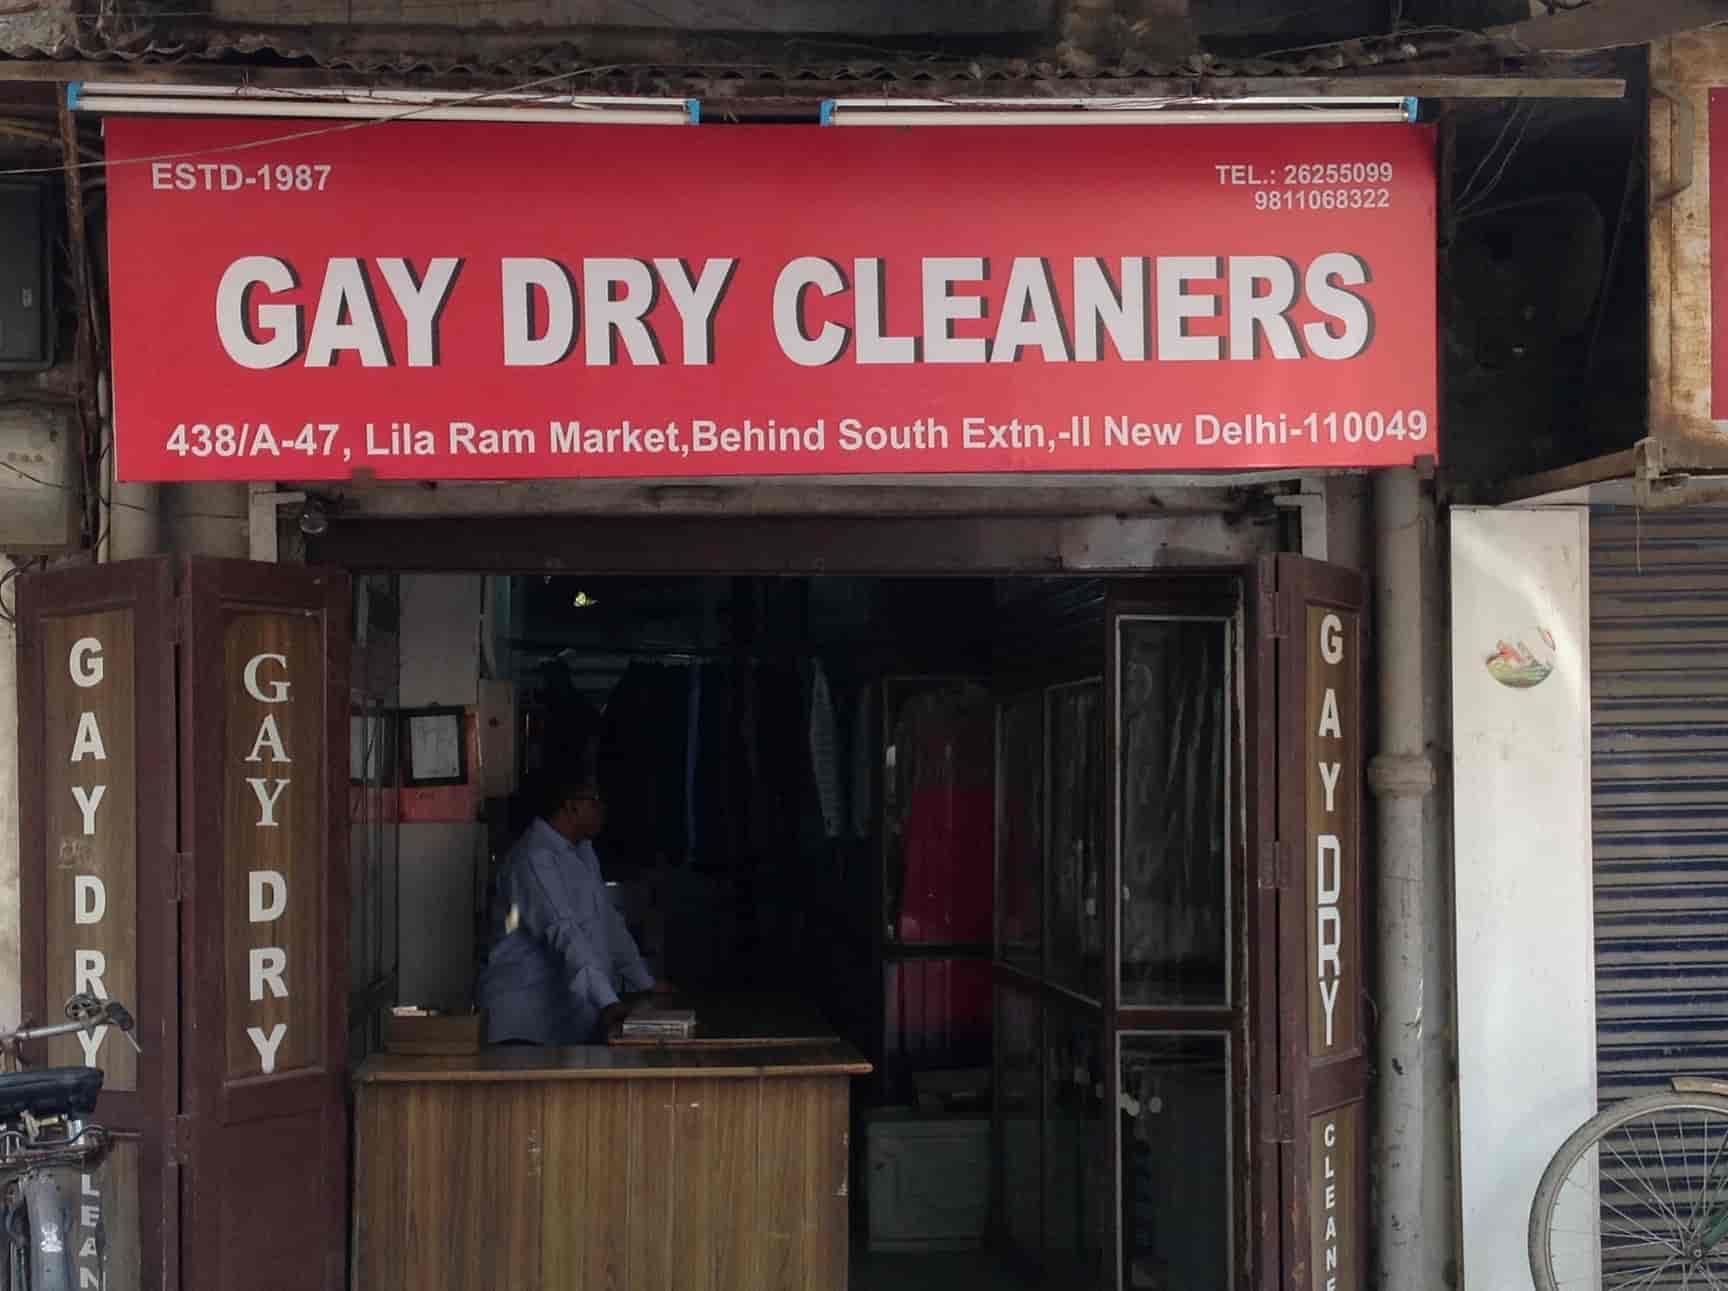 ESTD-1987
TEL.: 26255099
9811068322
GAY DRY CLEANERS
438/A-47, Lila Ram Market,Behind South Extn,-II New Delhi-110049
GAY DRY
GAY DRY
GAY DRY
CLEANE